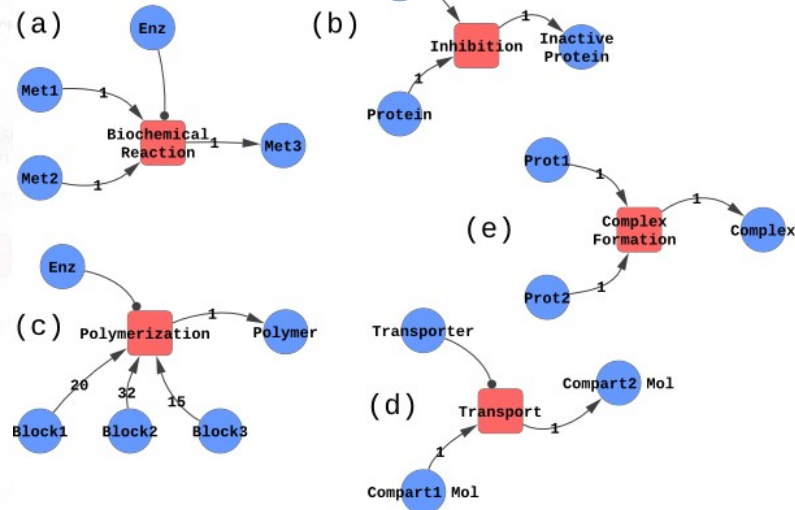 (a)
Enz
Met1
1
Biochemical
Reaction
1
Met3
Met2
1
(b)
Inhibition
1
Inactive
Protein
1
Protein
(c)
Enz
Polymerization
1
Polymer
20
32
15
Block1
Block2
Block3
(e)
Prot1
1
Complex
Formation
1
Complex
Prot2
1
(d)
Transporter
Transport
1
Compart2 Mol
1
Compart1 Mol